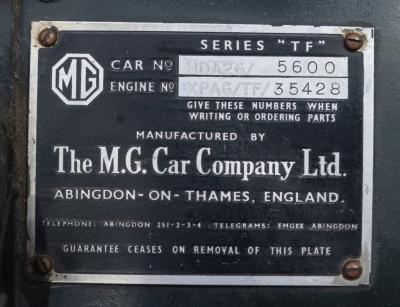 SERIES "TF"
MG CAR No HDA26/ 5600
ENGINE No XPAG/TF/ 35428
GIVE THESE NUMBERS WHEN
WRITING OR ORDERING PARTS
MANUFACTURED BY
The M.G. Car Company Ltd.
ABINGDON-ON-THAMES, ENGLAND.
TELEPHONE: ABINGDON 251-2-3-4. TELEGRAMS: EMGEE ABINGDON
GUARANTEE CEASES ON REMOVAL OF THIS PLATE